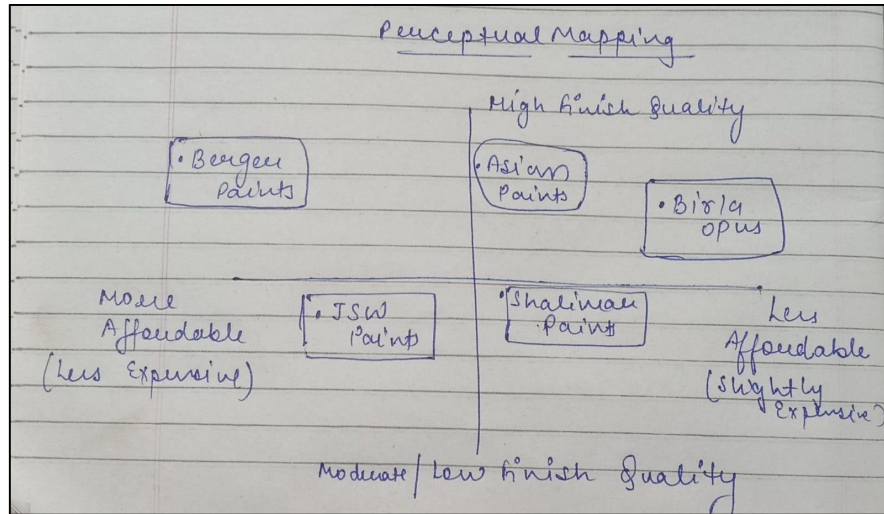 Perceptual Mapping
High Finish Quality
• Berger
Paints
• Asian
Paints
• Birla
Opus
More
Affordable
(Less Expensive)
• JSW
Paints
• Shalimar
Paints
Less
Affordable
(Slightly
Expensive)
Moderate/Low Finish Quality